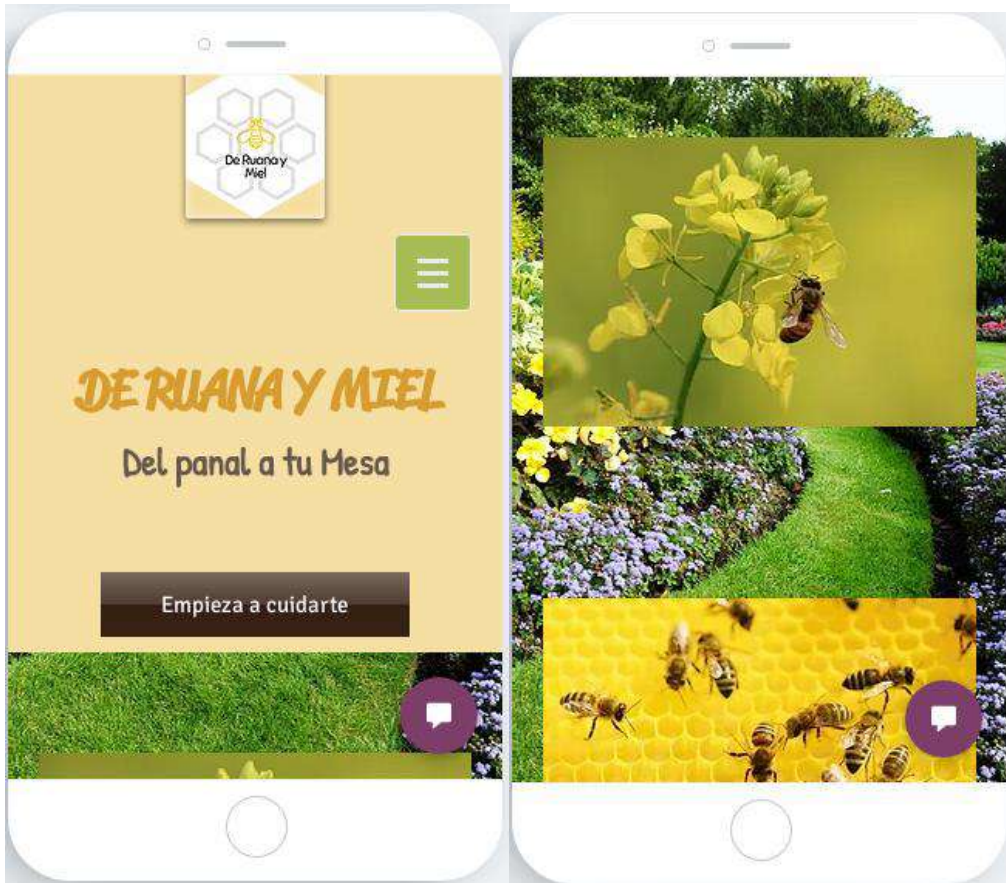 De Ruana y
Miel
DE RUANA Y MIEL
Del panal a tu Mesa
Empieza a cuidarte